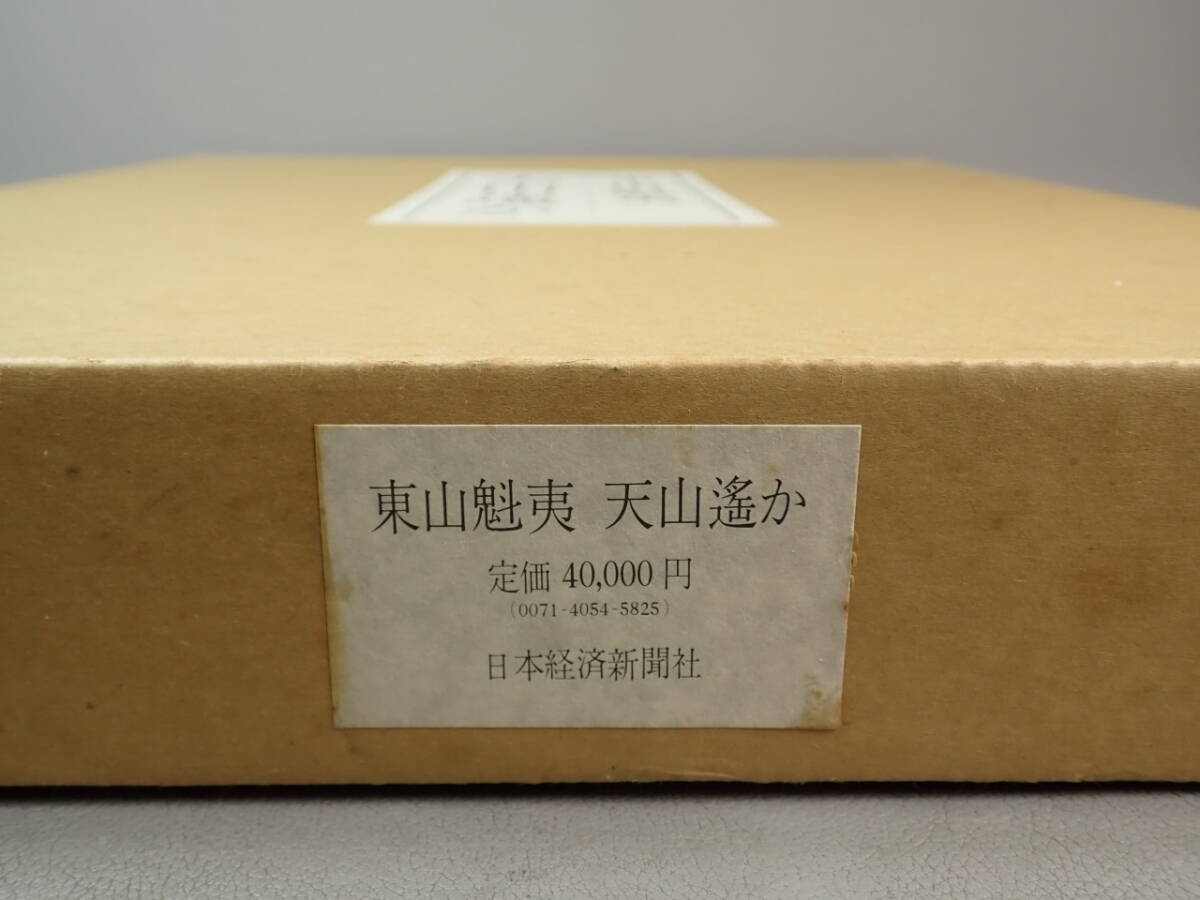 東山魁夷 天山遙か
定価 40,000 円
(0071-4054-5825)
日本経済新聞社